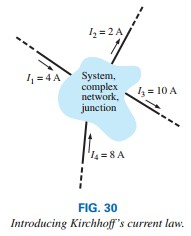 I₂ = 2 A
I₁ = 4 A
System,
complex
network,
junction
I₃ = 10 A
I₄ = 8 A
FIG. 30
Introducing Kirchhoff's current law.